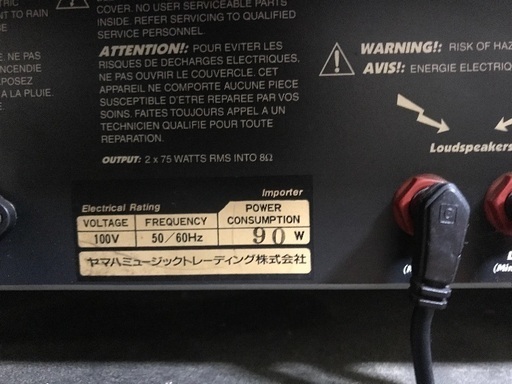 COVER. NO USER SERVICEABLE PARTS
INSIDE. REFER SERVICING TO QUALIFIED
SERVICE PERSONNEL.
ATTENTION!: POUR EVITER LES
RISQUES DE DECHARGES ELECTRIQUES,
NE PAS OUVRIR LE COUVERCLE. CET
APPAREIL NE COMPORTE AUCUNE PIECE
SUSCEPTIBLE D'ETRE REPAREE PAR VOS
SOINS. FAITES TOUJOURS APPEL A UN
TECHNICIEN QUALIFIE POUR TOUTE
REPARATION.
OUTPUT: 2 x 75 WATTS RMS INTO 8Ω
TO RAIN
NE PAS
POSEZ
A LA PLUIE.
WARNING!: RISK OF HAZ
AVIS!: ENERGIE ELECTRIQ
Loudspeakers
Importer
Electrical Rating
VOLTAGE FREQUENCY POWER CONSUMPTION
100V 50/60Hz 90 W
ヤマハミュージックトレーディング株式会社
(Min